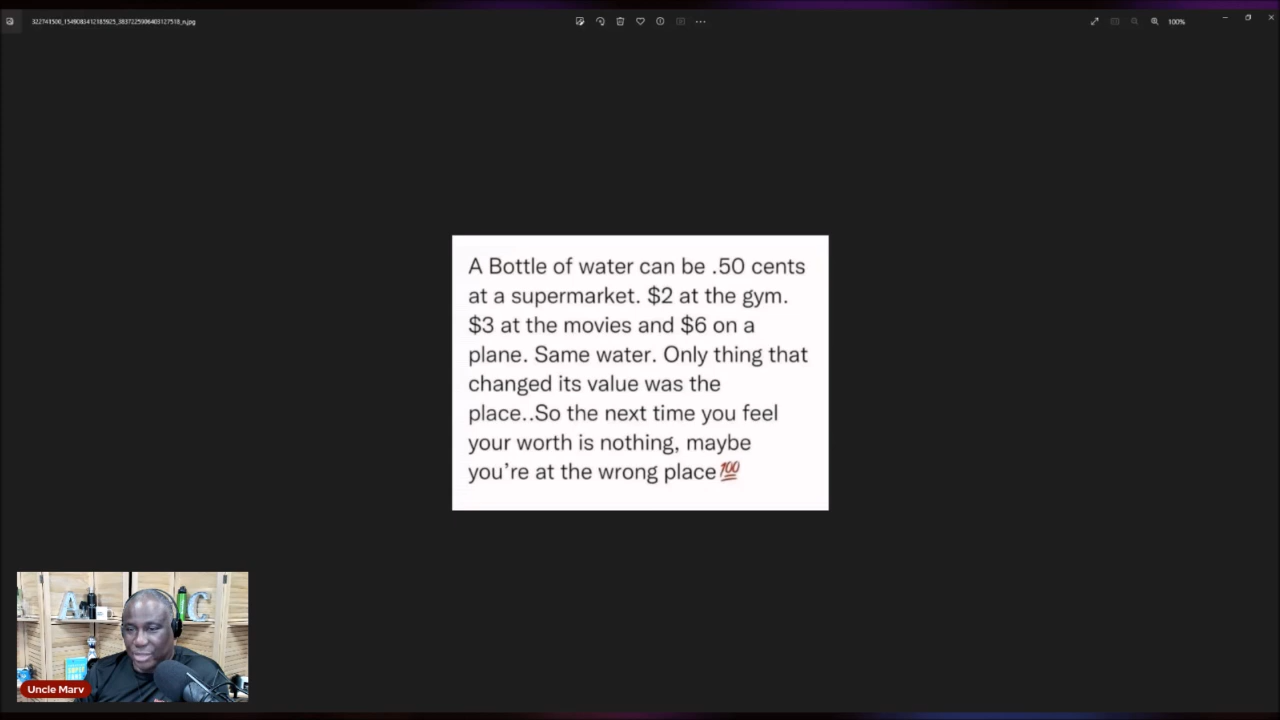 100%
A Bottle of water can be .50 cents
at a supermarket. $2 at the gym.
$3 at the movies and $6 on a
plane. Same water. Only thing that
changed its value was the
place..So the next time you feel
your worth is nothing, maybe
you're at the wrong place💯
A C
Uncle Marv